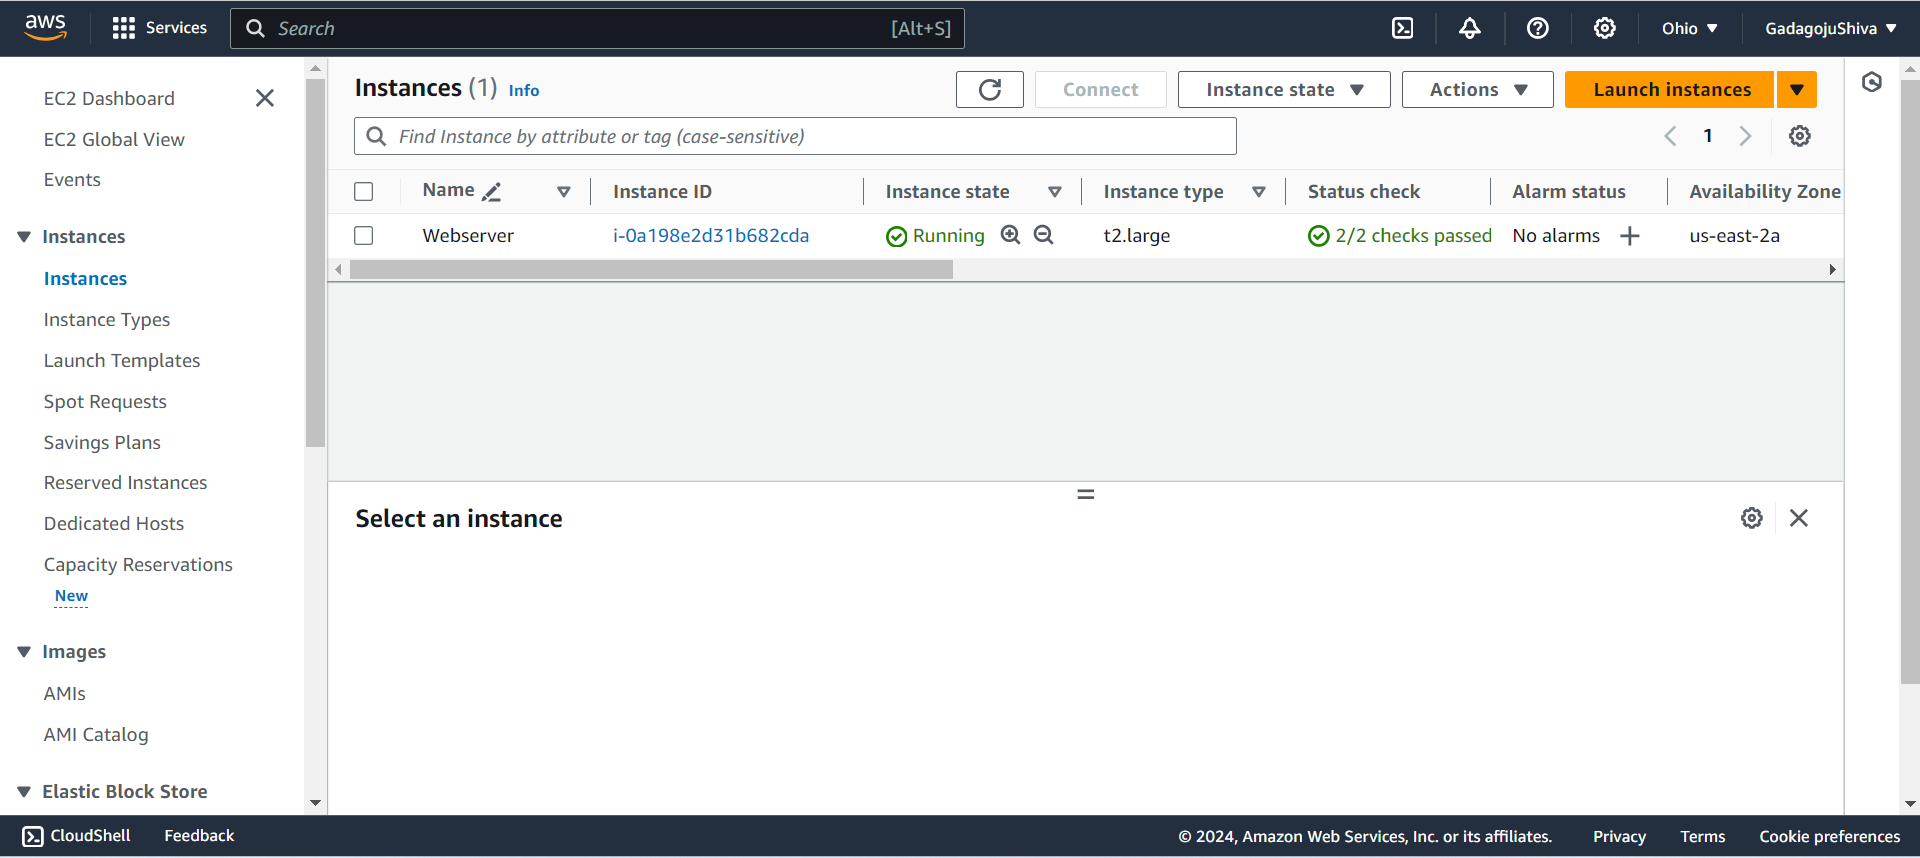 aws
Services
Search [Alt+S]
Ohio
GadagojuShiva
EC2 Dashboard
EC2 Global View
Events
Instances
Instances
Instance Types
Launch Templates
Spot Requests
Savings Plans
Reserved Instances
Dedicated Hosts
Capacity Reservations
New
Images
AMIs
AMI Catalog
Elastic Block Store
Instances (1) Info
Connect
Instance state
Actions
Launch instances
Find Instance by attribute or tag (case-sensitive)
1
Name Instance ID Instance state Instance type Status check Alarm status Availability Zone
Webserver i-0a198e2d31b682cda Running t2.large 2/2 checks passed No alarms us-east-2a
Select an instance
CloudShell Feedback © 2024, Amazon Web Services, Inc. or its affiliates. Privacy Terms Cookie preferences